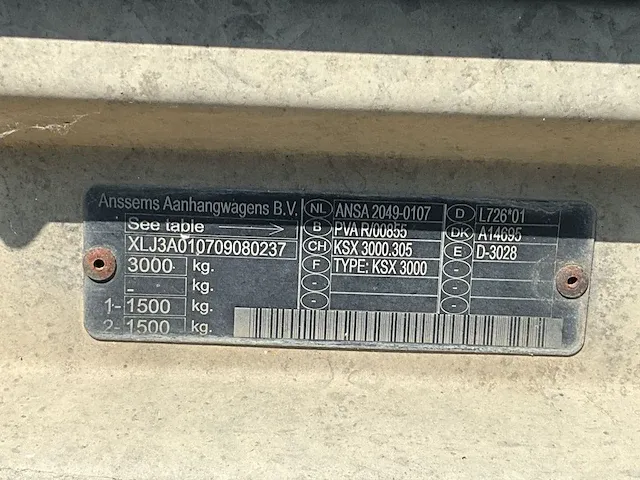 Anssems Aanhangwagens B.V.
See table
XLJ3A010709080237
3000 kg.
- kg.
1- 1500 kg.
2- 1500 kg.
NL ANSA 2049-0107
B PVA R/00855
CH KSX 3000.305
F TYPE: KSX 3000
-
-
D L726*01
DK A14695
E D-3028
-
-